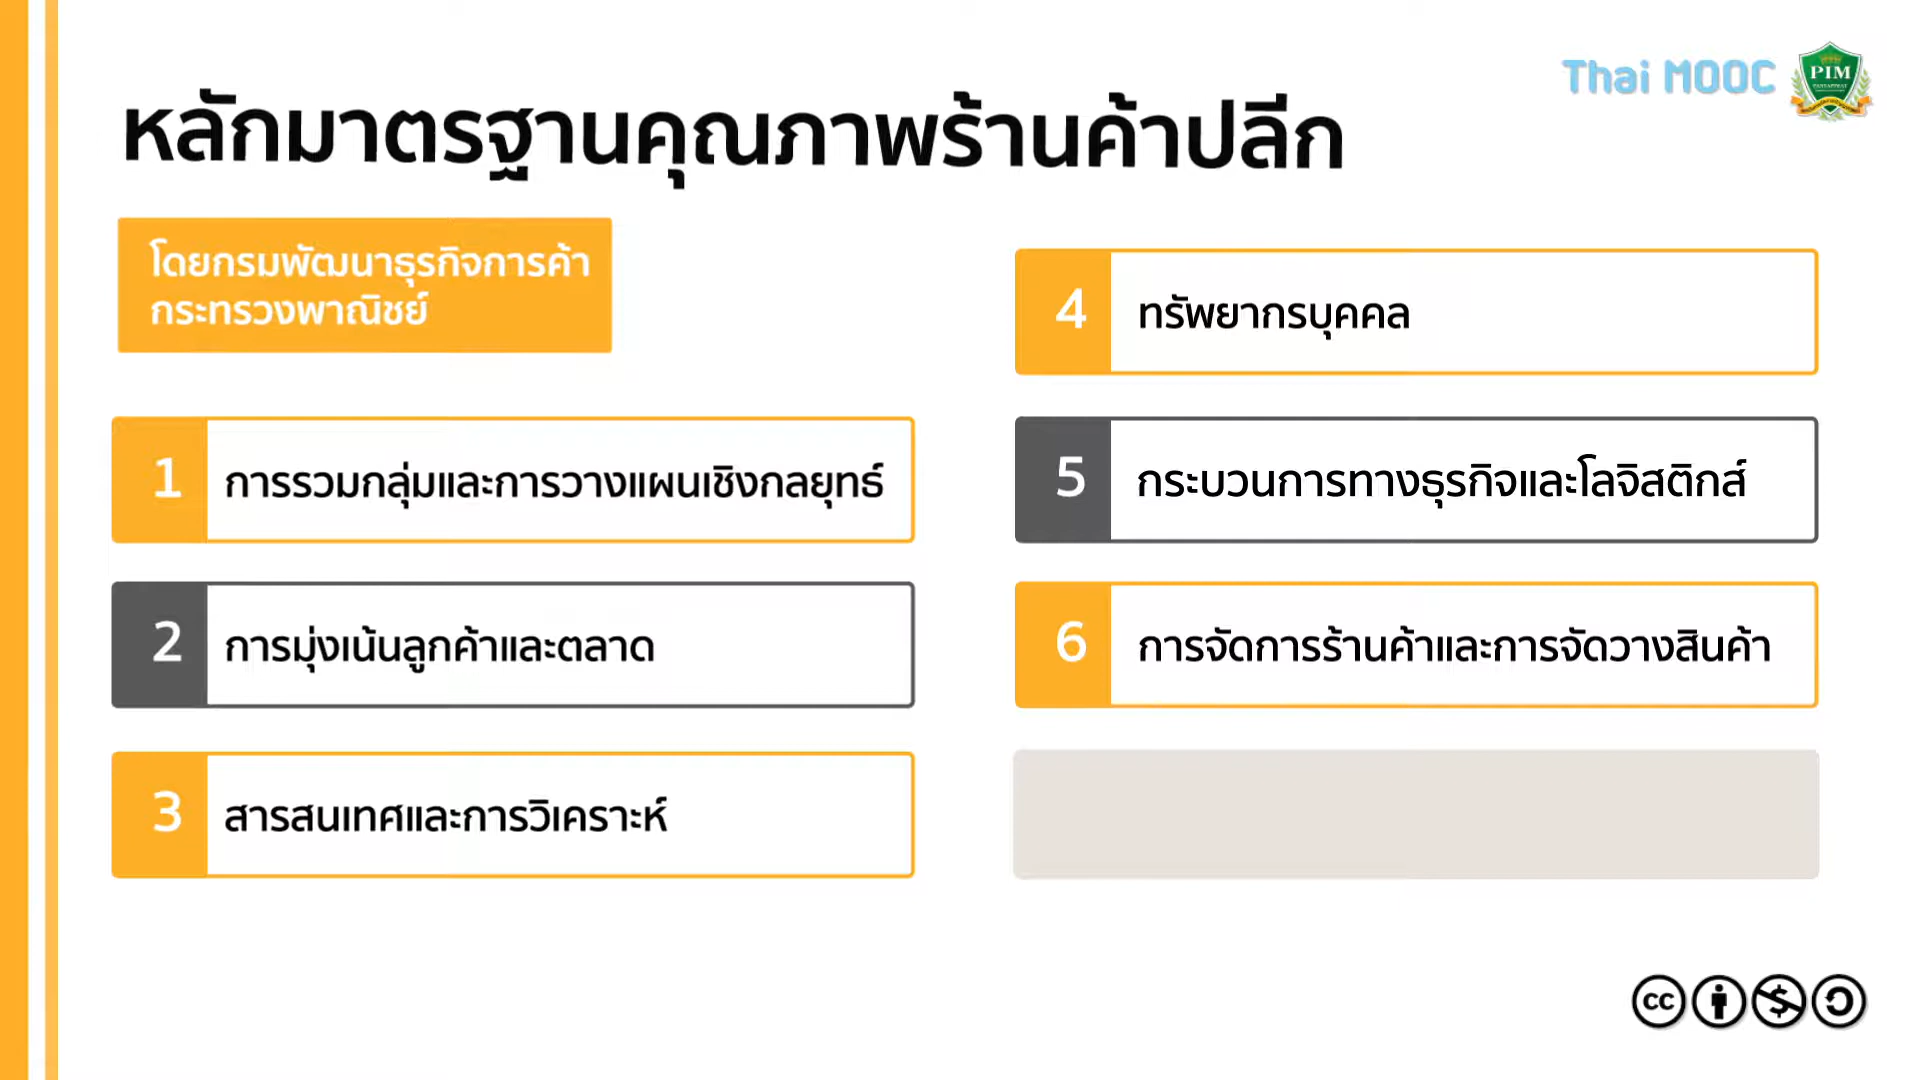 Thai MOOC
PIM
หลักมาตรฐานคุณภาพร้านค้าปลีก
โดยกรมพัฒนาธุรกิจการค้า
กระทรวงพาณิชย์
1 การรวมกลุ่มและการวางแผนเชิงกลยุทธ์
2 การมุ่งเน้นลูกค้าและตลาด
3 สารสนเทศและการวิเคราะห์
4 ทรัพยากรบุคคล
5 กระบวนการทางธุรกิจและโลจิสติกส์
6 การจัดการร้านค้าและการจัดวางสินค้า
cc